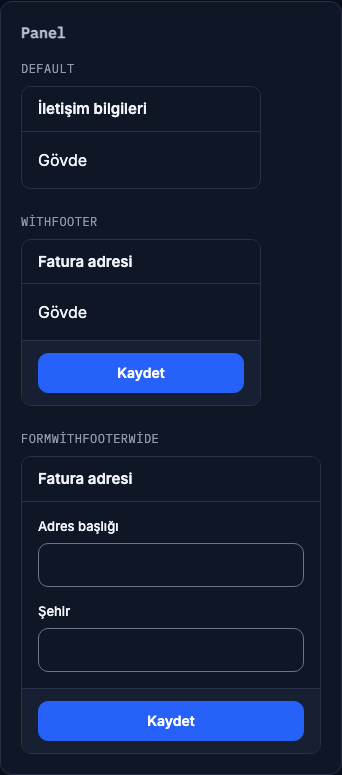 Panel
DEFAULT
İletişim bilgileri
Gövde
WİTHFOOTER
Fatura adresi
Gövde
Kaydet
FORMWİTHFOOTERWİDE
Fatura adresi
Adres başlığı
Şehir
Kaydet